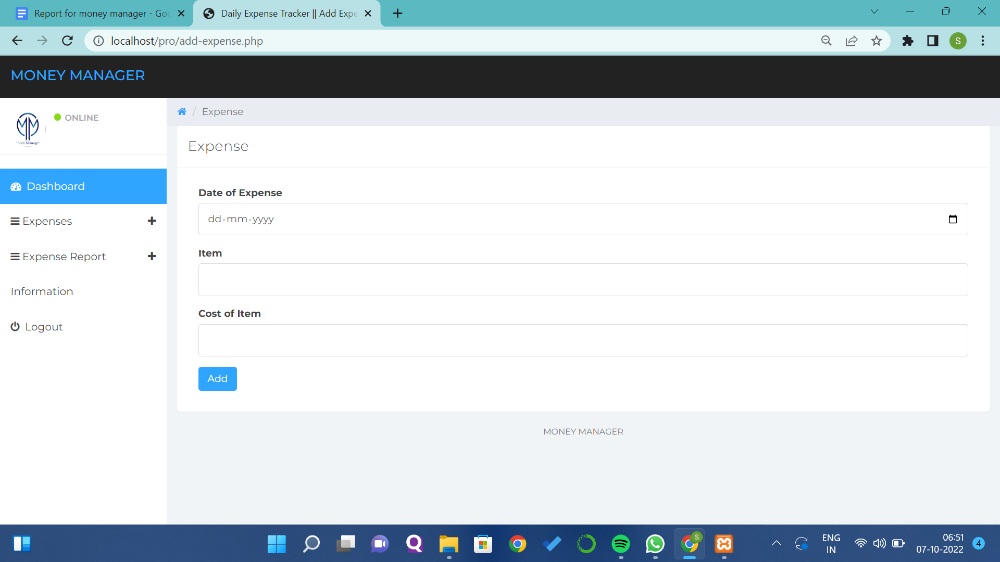 Report for money manager - Goo
Daily Expense Tracker || Add Expe
localhost/pro/add-expense.php
S
MONEY MANAGER
ONLINE
Money Manager
/ Expense
Expense
Dashboard
Expenses
Expense Report
Information
Logout
Date of Expense
dd-mm-yyyy
Item
Cost of Item
Add
MONEY MANAGER
S
ENG
IN
06:51
07-10-2022
4